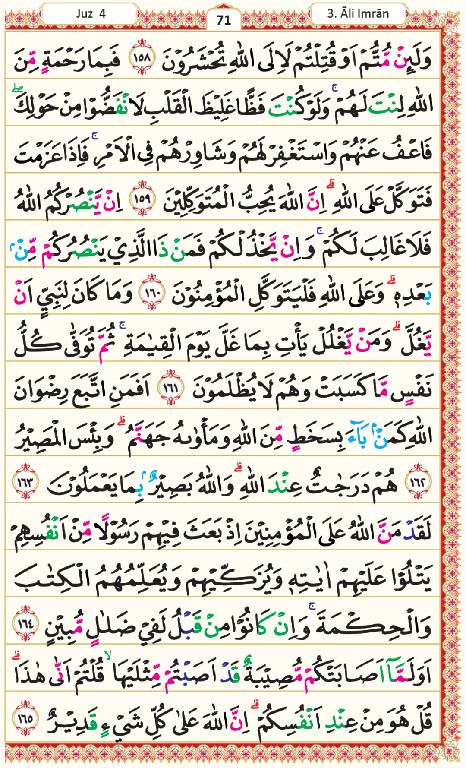 Juz 4
71
3. Āli Imrān
وَلَىِٕنْ مُّتُّمْ اَوْ قُتِلْتُمْ لَاِلَى اللّٰهِ تُحْشَرُوْنَ ۝١٥٨ فَبِمَا رَحْمَةٍ مِّنَ
اللّٰهِ لِنْتَ لَهُمْ ۚ وَلَوْ كُنْتَ فَظًّا غَلِيْظَ الْقَلْبِ لَا نْفَضُّوْا مِنْ حَوْلِكَ ۖ
فَاعْفُ عَنْهُمْ وَاسْتَغْفِرْ لَهُمْ وَشَاوِرْهُمْ فِى الْاَمْرِ ۚ فَاِذَا عَزَمْتَ
فَتَوَكَّلْ عَلَى اللّٰهِ ؕ اِنَّ اللّٰهَ يُحِبُّ الْمُتَوَكِّلِيْنَ ۝١٥٩ اِنْ يَّنْصُرْكُمُ اللّٰهُ
فَلَا غَالِبَ لَكُمْ ۚ وَ اِنْ يَّخْذُلْكُمْ فَمَنْ ذَا الَّذِيْ يَنْصُرُكُمْ مِّنْۢ
بَعْدِهٖ ؕ وَعَلَى اللّٰهِ فَلْيَتَوَكَّلِ الْمُؤْمِنُوْنَ ۝١٦٠ وَمَا كَانَ لِنَبِيٍّ اَنْ
يَّغُلَّ ؕ وَمَنْ يَّغْلُلْ يَأْتِ بِمَا غَلَّ يَوْمَ الْقِيٰمَةِ ۚ ثُمَّ تُوَفّٰى كُلُّ
نَفْسٍ مَّا كَسَبَتْ وَهُمْ لَا يُظْلَمُوْنَ ۝١٦١ اَفَمَنِ اتَّبَعَ رِضْوَانَ
اللّٰهِ كَمَنْۢ بَآءَ بِسَخَطٍ مِّنَ اللّٰهِ وَمَأْوٰىهُ جَهَنَّمُ ؕ وَبِئْسَ الْمَصِيْرُ
۝١٦٢ هُمْ دَرَجٰتٌ عِنْدَ اللّٰهِ ؕ وَاللّٰهُ بَصِيْرٌۢ بِمَا يَعْمَلُوْنَ ۝١٦٣
لَقَدْ مَنَّ اللّٰهُ عَلَى الْمُؤْمِنِيْنَ اِذْ بَعَثَ فِيْهِمْ رَسُوْلًا مِّنْ اَنْفُسِهِمْ
يَتْلُوْا عَلَيْهِمْ اٰيٰتِهٖ وَيُزَكِّيْهِمْ وَيُعَلِّمُهُمُ الْكِتٰبَ
وَالْحِكْمَةَ ۚ وَاِنْ كَانُوْا مِنْ قَبْلُ لَفِيْ ضَلٰلٍ مُّبِيْنٍ ۝١٦٤
اَوَلَمَّآ اَصَابَتْكُمْ مُّصِيْبَةٌ قَدْ اَصَبْتُمْ مِّثْلَيْهَا ۙ قُلْتُمْ اَنّٰى هٰذَا ؕ
قُلْ هُوَ مِنْ عِنْدِ اَنْفُسِكُمْ ؕ اِنَّ اللّٰهَ عَلٰى كُلِّ شَيْءٍ قَدِيْرٌ ۝١٦٥